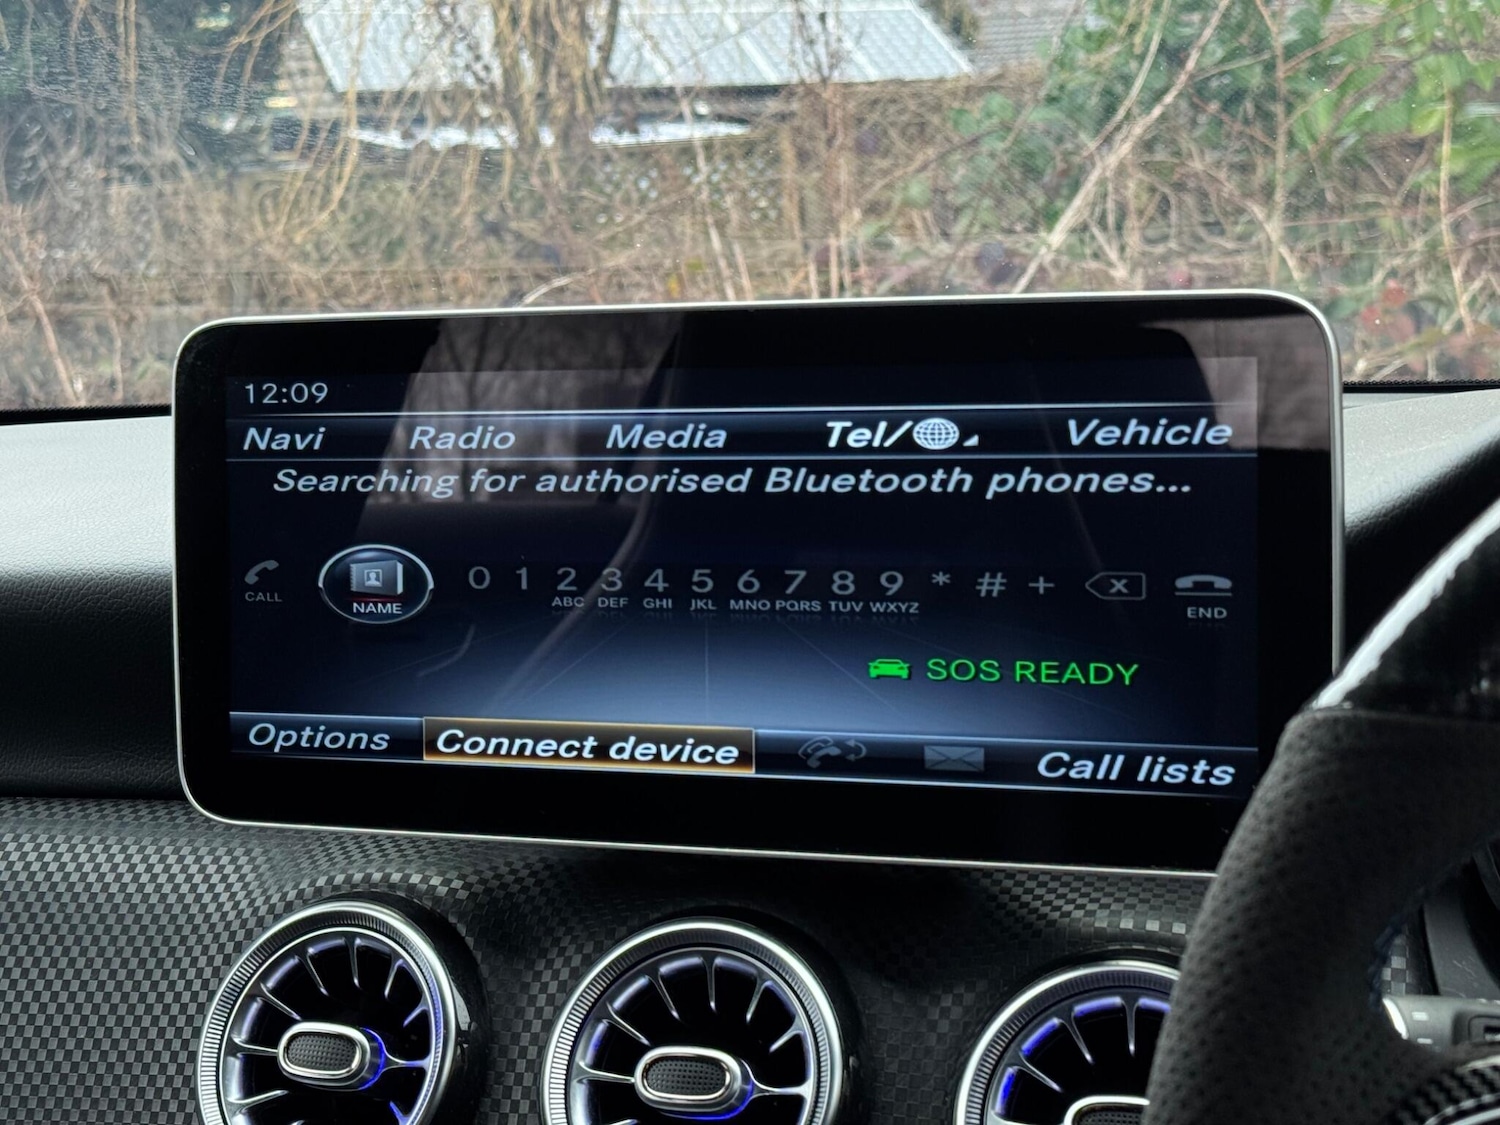 12:09
Navi Radio Media Tel/ Vehicle
Searching for authorised Bluetooth phones...
CALL NAME 0 1 2 3 4 5 6 7 8 9 * # + X END
ABC DEF GHI JKL MNO PQRS TUV WXYZ
SOS READY
Options Connect device Call lists